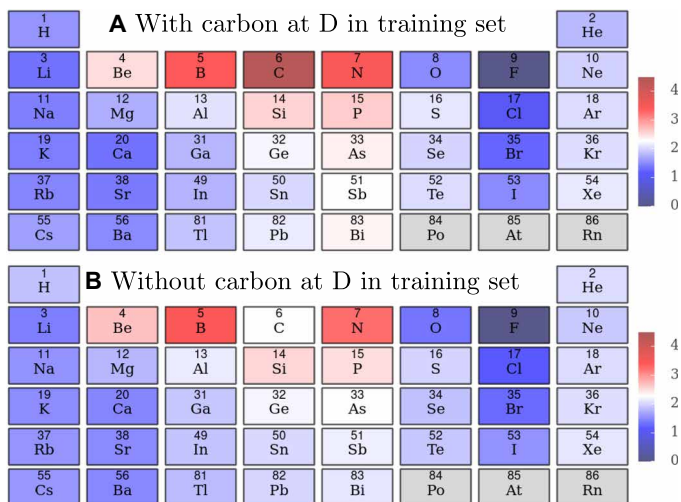 A With carbon at D in training set
1 2
H He
3 4 5 6 7 8 9 10
Li Be B C N O F Ne
11 12 13 14 15 16 17 18
Na Mg Al Si P S Cl Ar
19 20 31 32 33 34 35 36
K Ca Ga Ge As Se Br Kr
37 38 49 50 51 52 53 54
Rb Sr In Sn Sb Te I Xe
55 56 81 82 83 84 85 86
Cs Ba Tl Pb Bi Po At Rn
4
3
2
1
0
B Without carbon at D in training set
1 2
H He
3 4 5 6 7 8 9 10
Li Be B C N O F Ne
11 12 13 14 15 16 17 18
Na Mg Al Si P S Cl Ar
19 20 31 32 33 34 35 36
K Ca Ga Ge As Se Br Kr
37 38 49 50 51 52 53 54
Rb Sr In Sn Sb Te I Xe
55 56 81 82 83 84 85 86
Cs Ba Tl Pb Bi Po At Rn
4
3
2
1
0